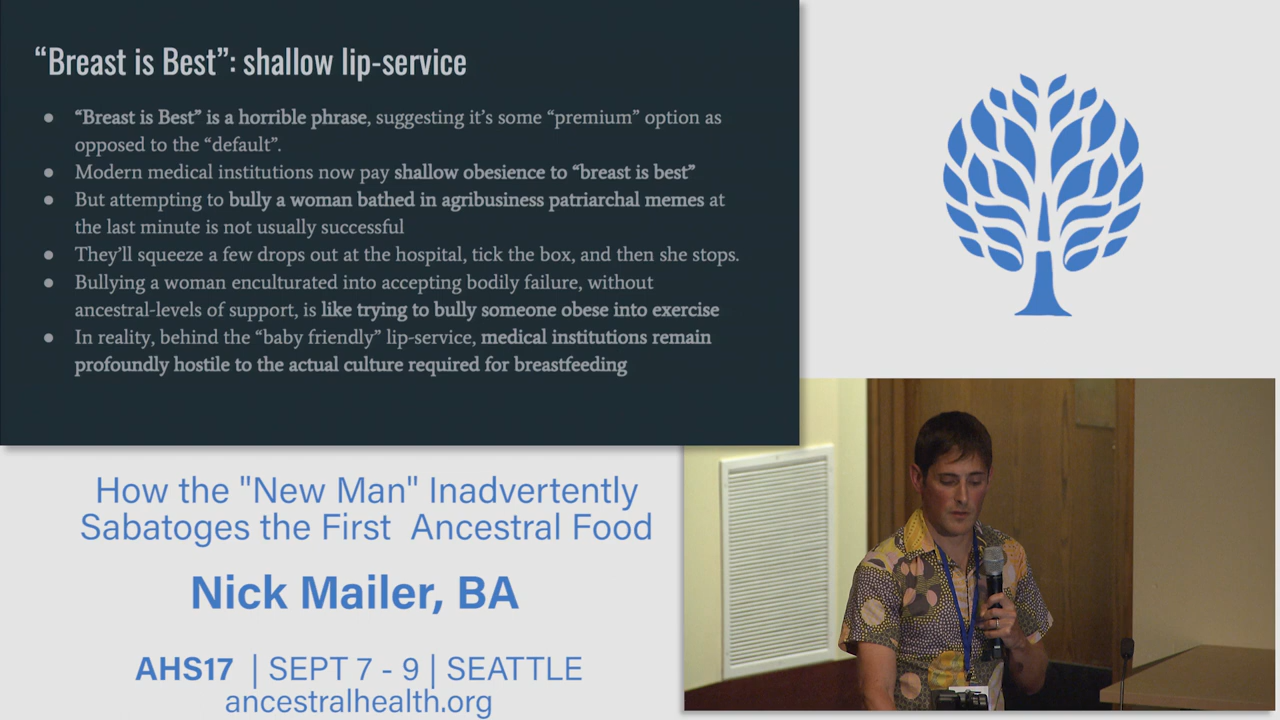 “Breast is Best”: shallow lip-service
● “Breast is Best” is a horrible phrase, suggesting it’s some “premium” option as
opposed to the “default”.
● Modern medical institutions now pay shallow obesience to “breast is best”
● But attempting to bully a woman bathed in agribusiness patriarchal memes at
the last minute is not usually successful
● They’ll squeeze a few drops out at the hospital, tick the box, and then she stops.
● Bullying a woman enculturated into accepting bodily failure, without
ancestral-levels of support, is like trying to bully someone obese into exercise
● In reality, behind the “baby friendly” lip-service, medical institutions remain
profoundly hostile to the actual culture required for breastfeeding
How the "New Man" Inadvertently
Sabatoges the First Ancestral Food
Nick Mailer, BA
AHS17 | SEPT 7 - 9 | SEATTLE
ancestralhealth.org